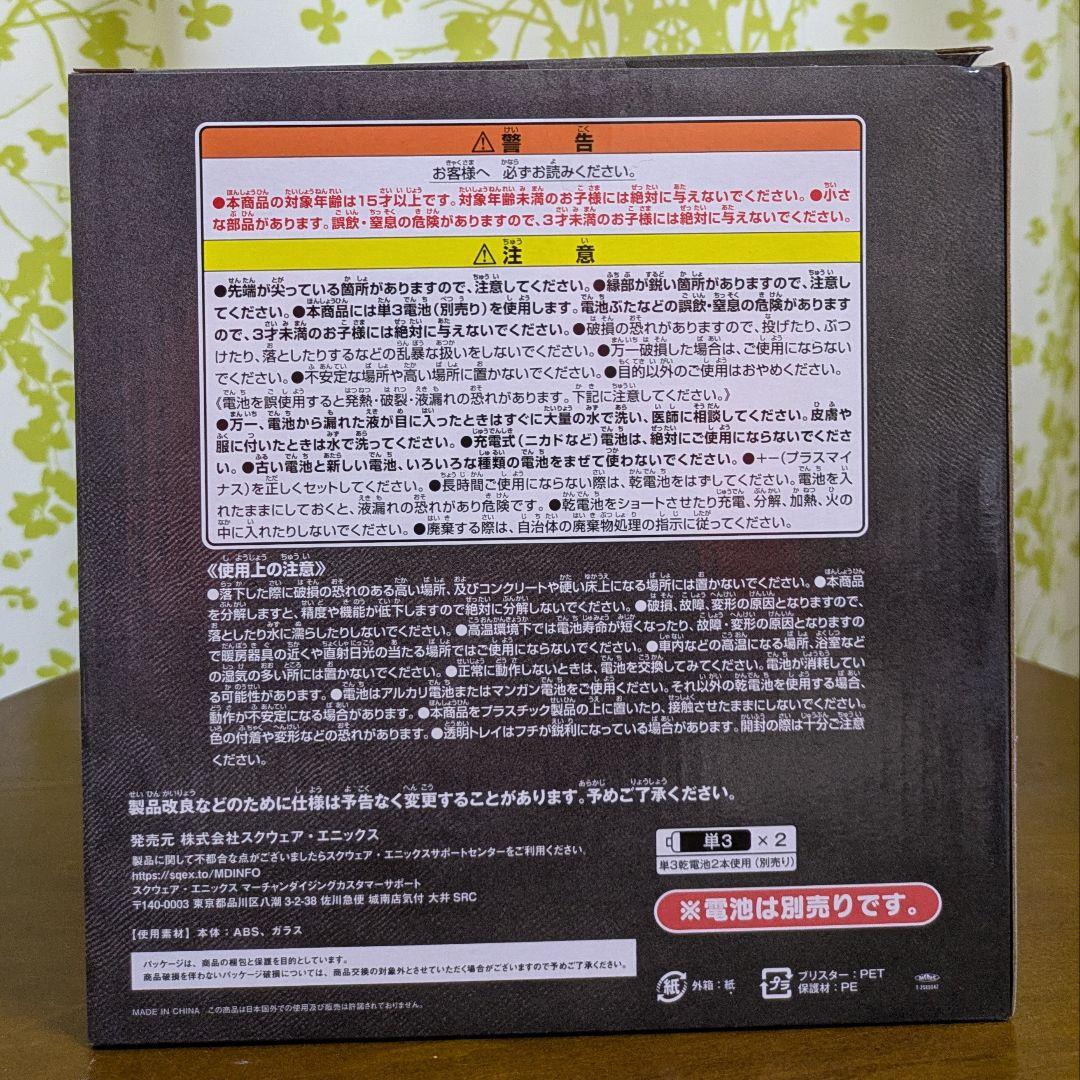 ⚠警告
お客様へ 必ずお読みください。
●本商品の対象年齢は15才以上です。対象年齢未満のお子様には絶対に与えないでください。●小さ
な部品があります。誤飲・窒息の危険がありますので、3才未満のお子様には絶対に与えないでください。
⚠注意
●先端が尖っている箇所がありますので、注意してください。●縁部が鋭い箇所がありますので、注意し
てください。●本商品には単3電池(別売り)を使用します。電池ぶたなどの誤飲・窒息の危険があります
ので、3才未満のお子様には絶対に与えないでください。●破損の恐れがありますので、投げたり、ぶつ
けたり、落としたりするなどの乱暴な扱いをしないでください。●万一破損した場合は、ご使用にならない
でください。●不安定な場所や高い場所に置かないでください。●目的以外のご使用はおやめください。
《電池を誤使用すると発熱・破裂・液漏れの恐れがあります。下記に注意してください。》
●万一、電池から漏れた液が目に入ったときはすぐに大量の水で洗い、医師に相談してください。皮膚や
服に付いたときは水で洗ってください。●充電式(ニカドなど)電池は、絶対にご使用にならないでくださ
い。●古い電池と新しい電池、いろいろな種類の電池をまぜて使わないでください。●+−(プラスマイ
ナス)を正しくセットしてください。●長時間ご使用にならない際は、乾電池をはずしてください。電池を入
れたままにしておくと、液漏れの恐れがあり危険です。●乾電池をショートさせたり充電、分解、加熱、火の
中に入れたりしないでください。●廃棄する際は、自治体の廃棄物処理の指示に従ってください。
《使用上の注意》
●落下した際に破損の恐れのある高い場所、及びコンクリートや硬い床上になる場所には置かないでください。●本商品
を分解しますと、精度や機能が低下しますので絶対に分解しないでください。●破損、故障、変形の原因となりますので、
落としたり水に濡らしたりしないでください。●高温環境下では電池寿命が短くなったり、故障・変形の原因となりますの
で暖房器具の近くや直射日光の当たる場所ではご使用にならないでください。●車内などの高温になる場所、浴室など
の湿気の多い所には置かないでください。●正常に動作しないときは、電池を交換してみてください。電池が消耗してい
る可能性があります。●電池はアルカリ電池またはマンガン電池をご使用ください。それ以外の乾電池を使用する場合、
動作が不安定になる場合があります。●本商品をプラスチック製品の上に置いたり、接触させたままにしないでください。
色の付着や変形などの恐れがあります。●透明トレイはフチが鋭利になっている場合があります。開封の際は十分ご注意
ください。
製品改良などのために仕様は予告なく変更することがあります。予めご了承ください。
発売元 株式会社スクウェア・エニックス
製品に関して不都合な点がございましたらスクウェア・エニックスサポートセンターをご利用ください。
https://sqex.to/MDINFO
スクウェア・エニックス マーチャンダイジングカスタマーサポート
〒140-0003 東京都品川区八潮 3-2-38 佐川急便 城南店気付 大井 SRC
【使用素材】本体:ABS、ガラス
パッケージは、商品の梱包と保護を目的としています。
商品破損を伴わないパッケージ破損については、商品交換の対象外とさせていただく場合がございますので予めご了承ください。
MADE IN CHINA この商品は日本国外での使用及び販売は許諾されておりません。
単3 ×2
単3乾電池2本使用(別売り)
※電池は別売りです。
紙 外箱:紙
プラ ブリスター:PET
保護材:PE